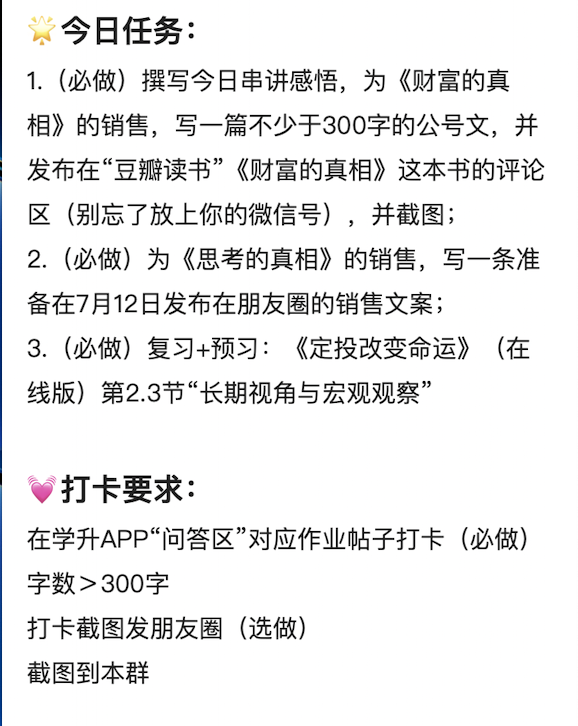 🌟今日任务：
1.（必做）撰写今日串讲感悟，为《财富的真
相》的销售，写一篇不少于300字的公号文，并
发布在“豆瓣读书”《财富的真相》这本书的评论
区（别忘了放上你的微信号），并截图；
2.（必做）为《思考的真相》的销售，写一条准
备在7月12日发布在朋友圈的销售文案；
3.（必做）复习+预习：《定投改变命运》（在
线版）第2.3节“长期视角与宏观观察”
💓打卡要求：
在学升APP“问答区”对应作业帖子打卡（必做）
字数＞300字
打卡截图发朋友圈（选做）
截图到本群